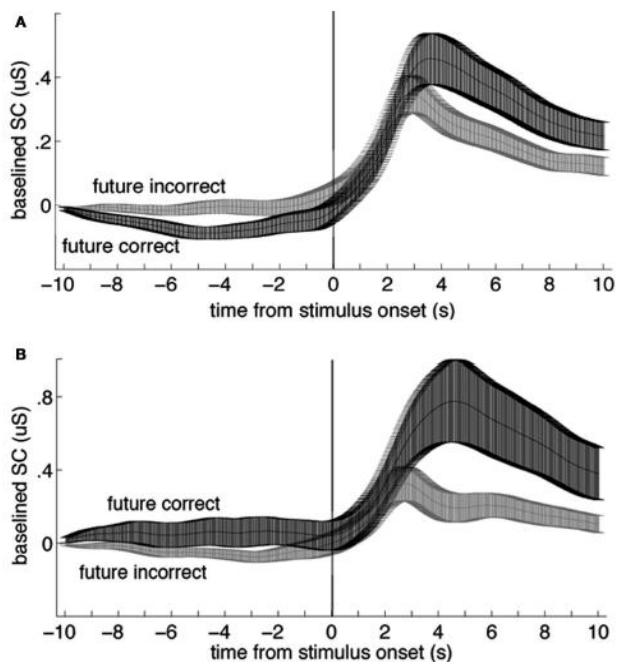 A
baselined SC (uS)
.4
.2
0
future incorrect
future correct
−10 −8 −6 −4 −2 0 2 4 6 8 10
time from stimulus onset (s)
B
baselined SC (uS)
.8
.4
0
future correct
future incorrect
−10 −8 −6 −4 −2 0 2 4 6 8 10
time from stimulus onset (s)